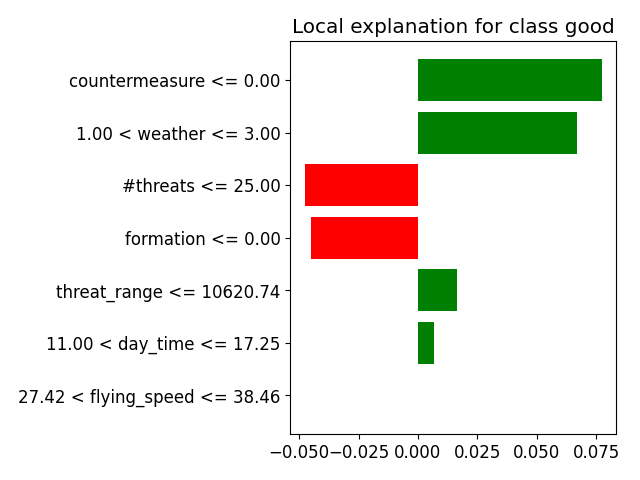 Local explanation for class good
countermeasure <= 0.00
1.00 < weather <= 3.00
#threats <= 25.00
formation <= 0.00
threat_range <= 10620.74
11.00 < day_time <= 17.25
27.42 < flying_speed <= 38.46
−0.050 −0.025 0.000 0.025 0.050 0.075